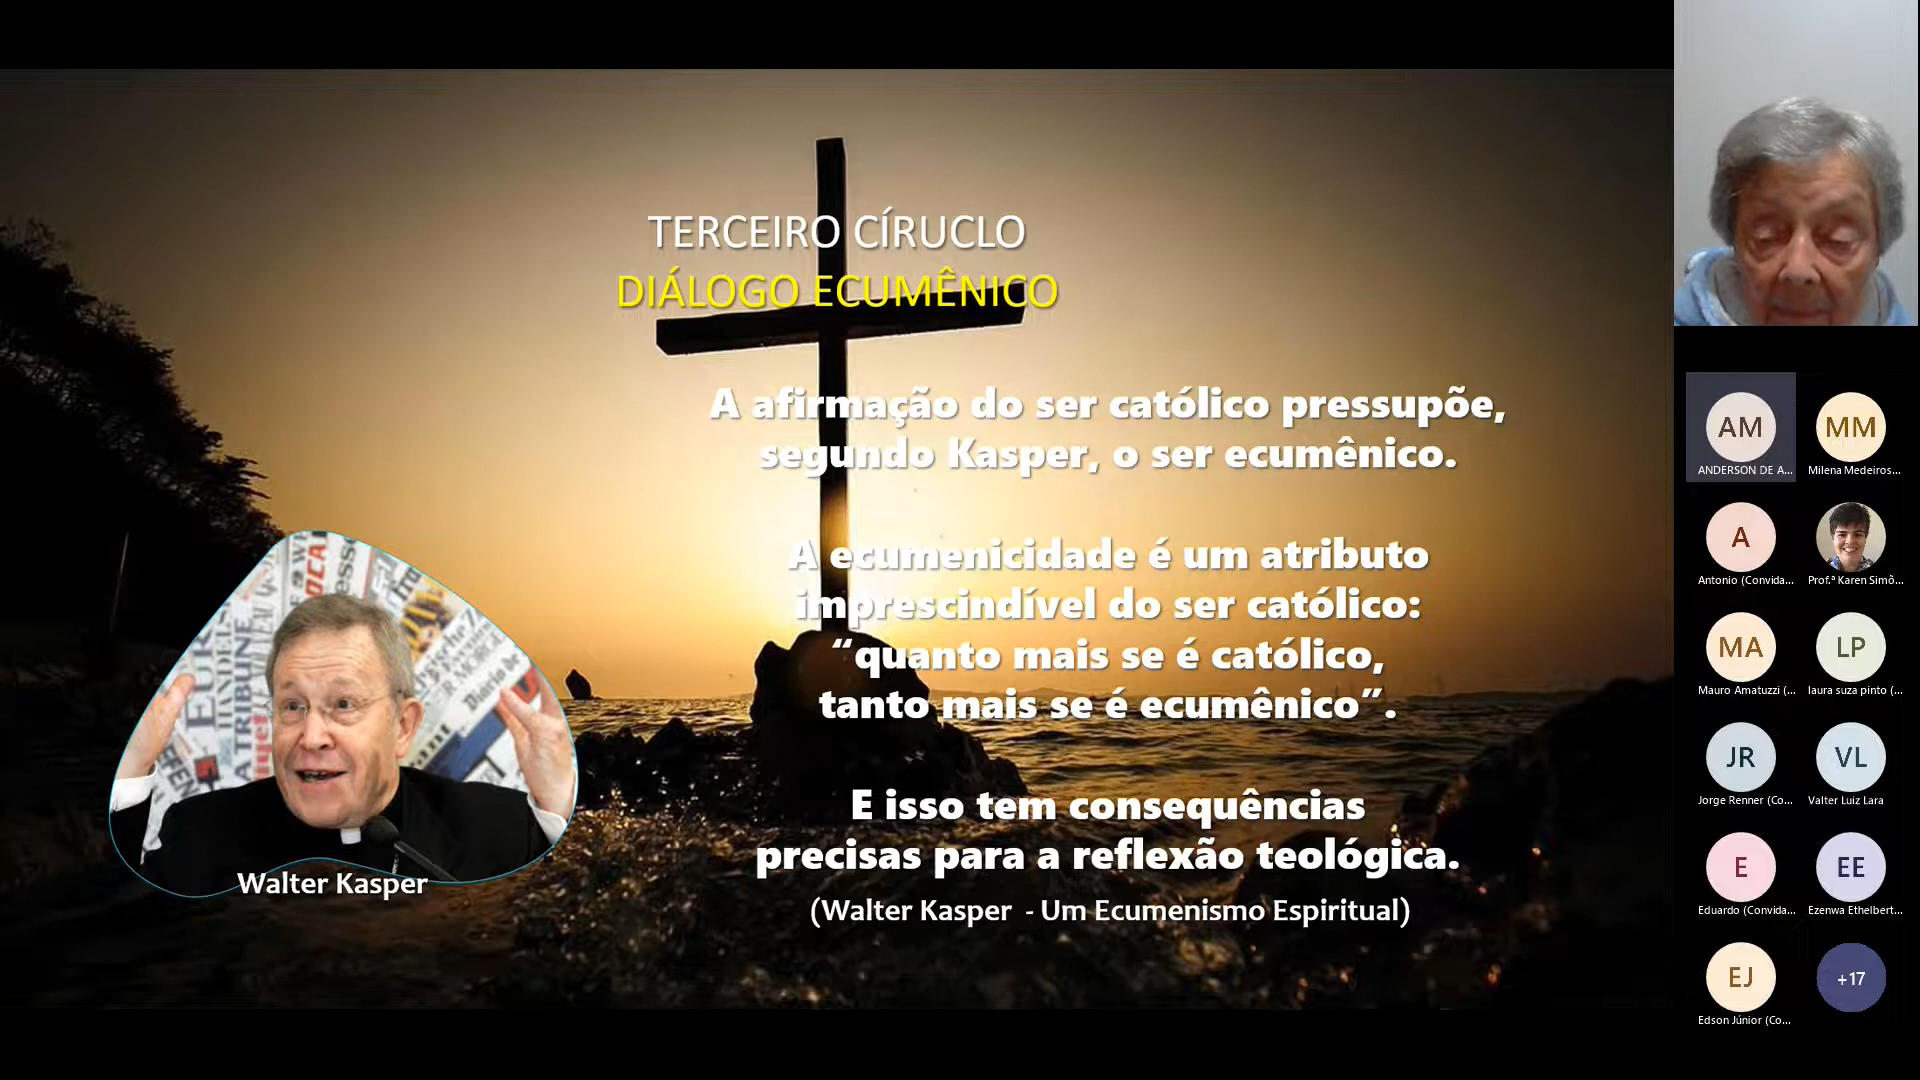 TERCEIRO CÍRUCLO
DIÁLOGO ECUMÊNICO
A afirmação do ser católico pressupõe,
segundo Kasper, o ser ecumênico.
A ecumenicidade é um atributo
imprescindível do ser católico:
“quanto mais se é católico,
tanto mais se é ecumênico”.
E isso tem consequências
precisas para a reflexão teológica.
(Walter Kasper - Um Ecumenismo Espiritual)
Walter Kasper
TRIBUNE
AM
ANDERSON DE A...
MM
Milena Medeiros...
A
Antonio (Convida...
Prof.ª Karen Simõ...
MA
Mauro Amatuzzi (...
LP
laura suza pinto (...
JR
Jorge Renner (Co...
VL
Valter Luiz Lara
E
Eduardo (Convida...
EE
Ezenwa Ethelbert...
EJ
Edson Júnior (Co...
+17